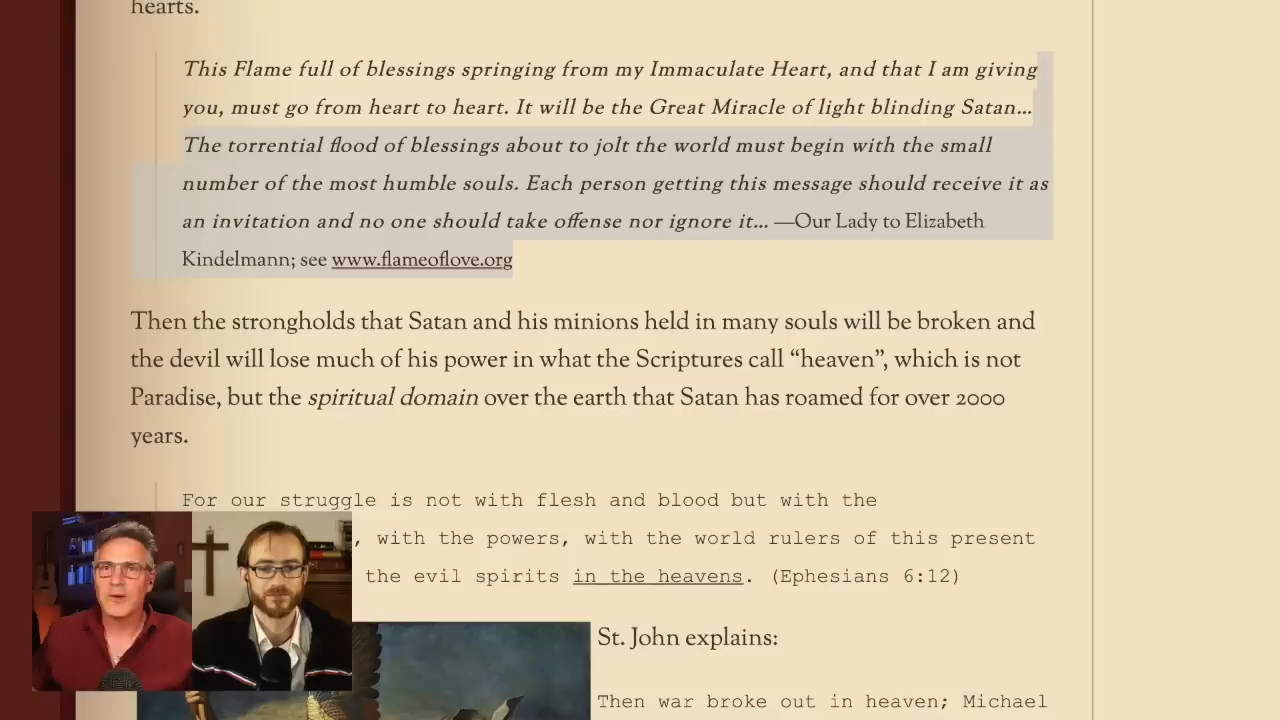 hearts.
This Flame full of blessings springing from my Immaculate Heart, and that I am giving
you, must go from heart to heart. It will be the Great Miracle of light blinding Satan...
The torrential flood of blessings about to jolt the world must begin with the small
number of the most humble souls. Each person getting this message should receive it as
an invitation and no one should take offense nor ignore it... —Our Lady to Elizabeth
Kindelmann; see www.flameoflove.org
Then the strongholds that Satan and his minions held in many souls will be broken and
the devil will lose much of his power in what the Scriptures call “heaven”, which is not
Paradise, but the spiritual domain over the earth that Satan has roamed for over 2000
years.
For our struggle is not with flesh and blood but with the
, with the powers, with the world rulers of this present
the evil spirits in the heavens. (Ephesians 6:12)
St. John explains:
Then war broke out in heaven; Michael